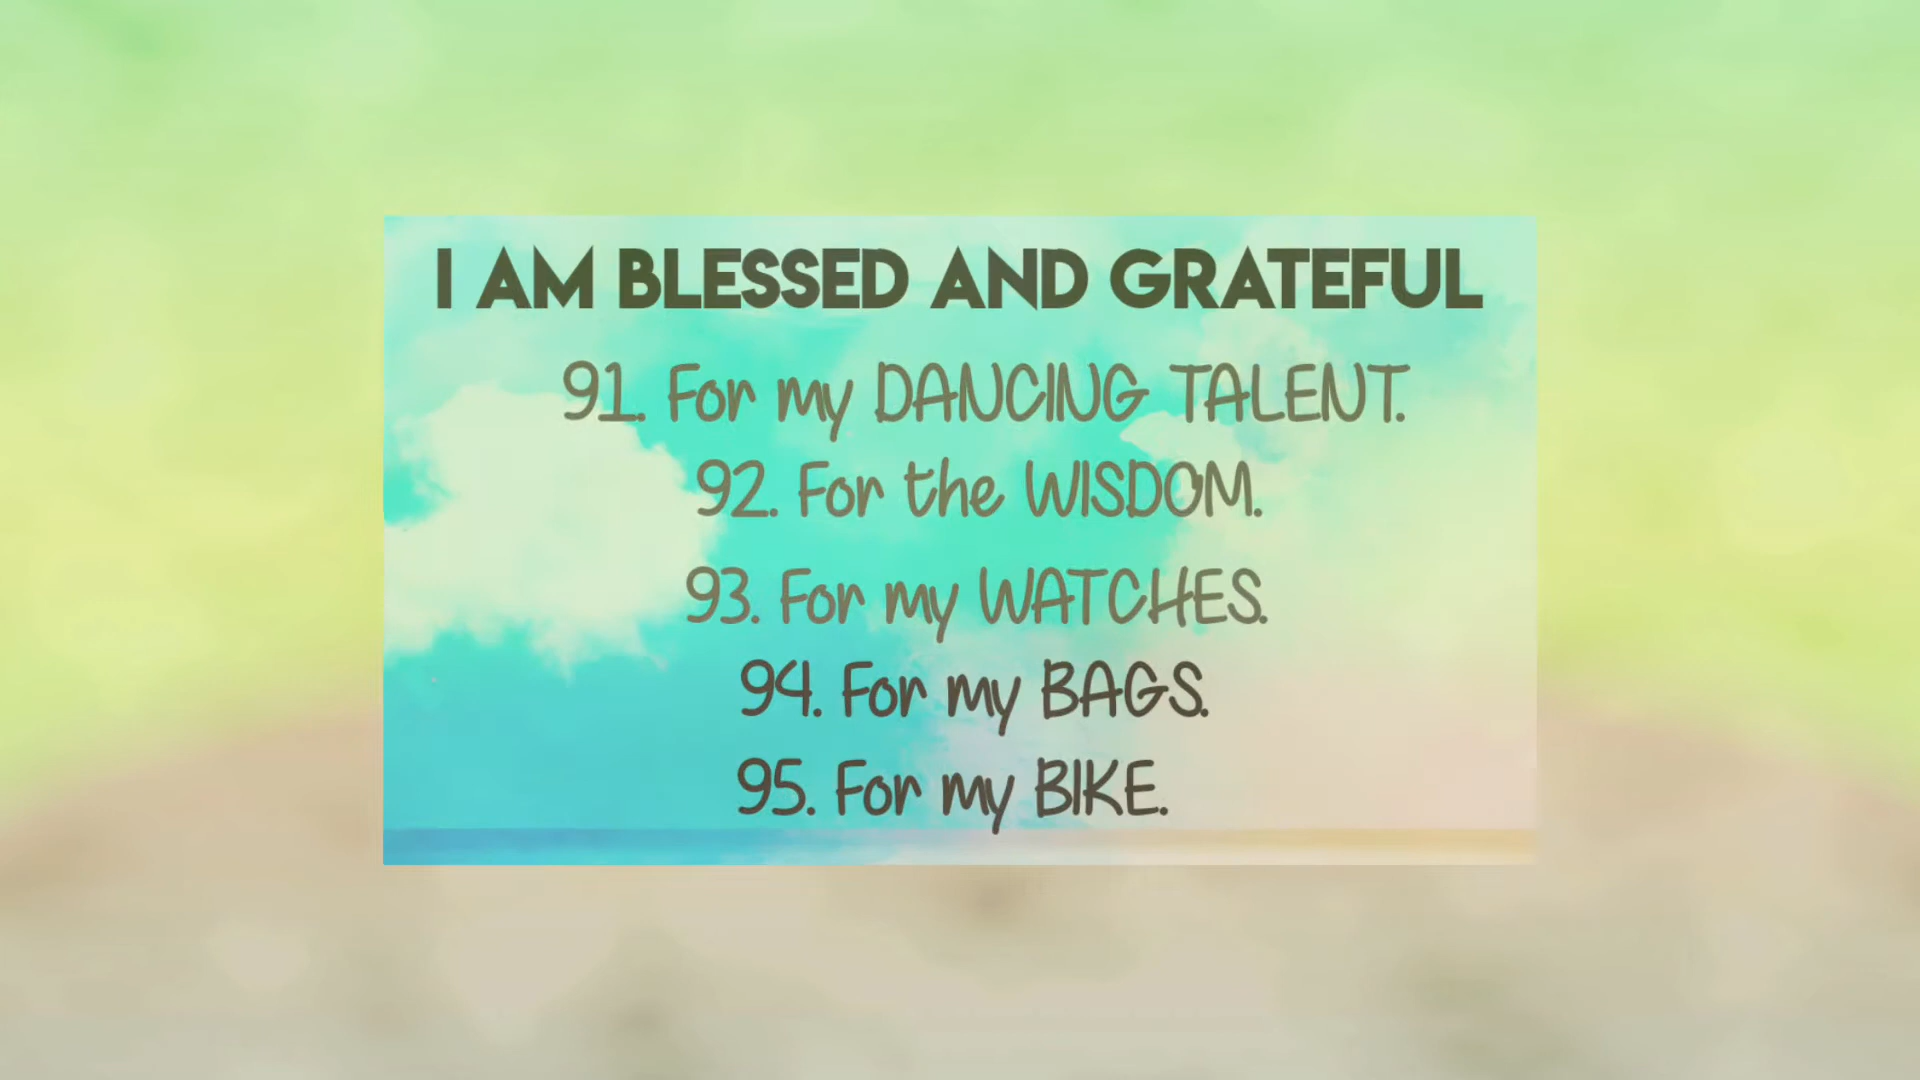 I AM BLESSED AND GRATEFUL
91. For my DANCING TALENT.
92. For the WISDOM.
93. For my WATCHES.
94. For my BAGS.
95. For my BIKE.